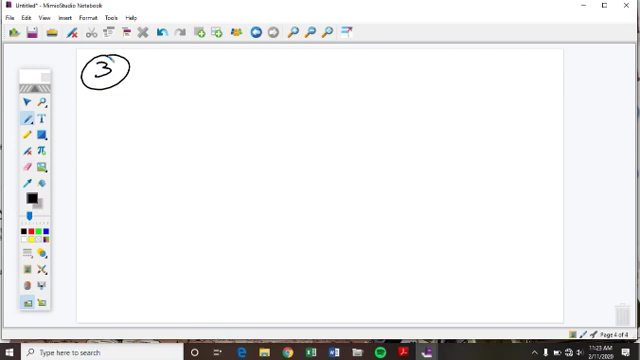 Untitled* - MimioStudio Notebook
File Edit View Insert Format Tools Help
3
Page 4 of 4
Type here to search
11:23 AM
2/11/2020